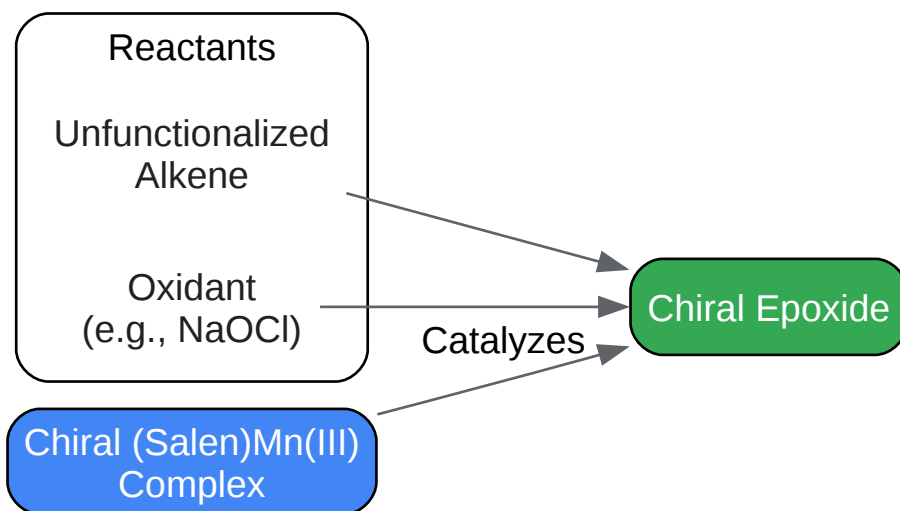 Reactants
Unfunctionalized
Alkene
Oxidant
(e.g., NaOCl)
Catalyzes
Chiral Epoxide
Chiral (Salen)Mn(III)
Complex